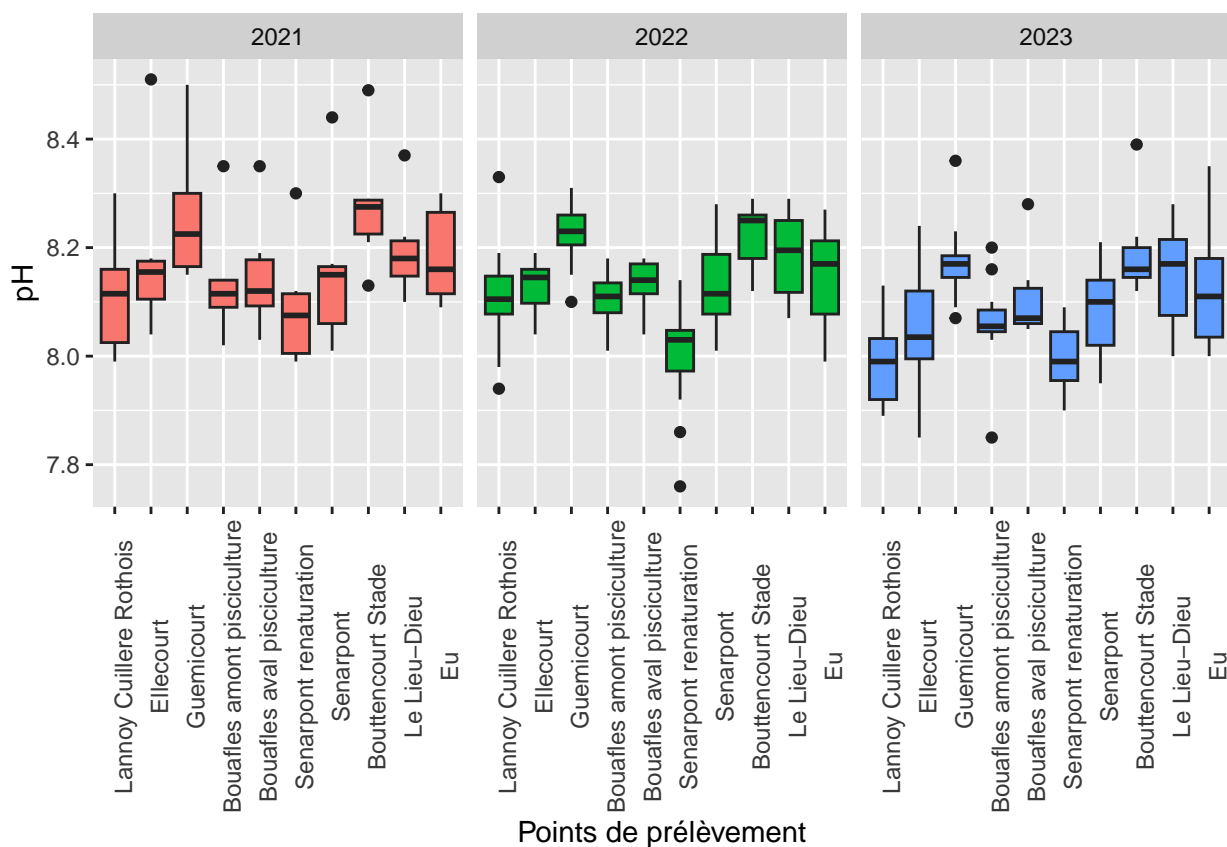 2021
2022
2023
pH
8.4
8.2
8.0
7.8
Lannoy Cuillere Rothois
Ellecourt
Guemicourt
Bouafles amont pisciculture
Bouafles aval pisciculture
Senarpont renaturation
Senarpont
Bouttencourt Stade
Le Lieu−Dieu
Eu
Lannoy Cuillere Rothois
Ellecourt
Guemicourt
Bouafles amont pisciculture
Bouafles aval pisciculture
Senarpont renaturation
Senarpont
Bouttencourt Stade
Le Lieu−Dieu
Eu
Lannoy Cuillere Rothois
Ellecourt
Guemicourt
Bouafles amont pisciculture
Bouafles aval pisciculture
Senarpont renaturation
Senarpont
Bouttencourt Stade
Le Lieu−Dieu
Eu
Points de prélèvement